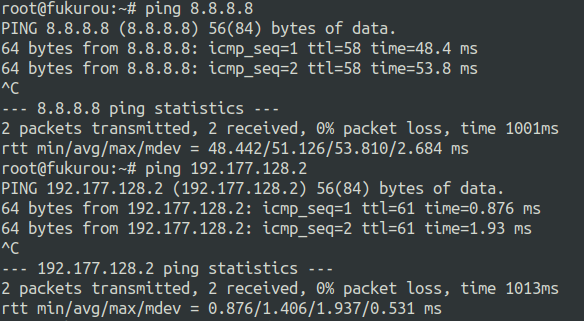 root@fukurou:~# ping 8.8.8.8
PING 8.8.8.8 (8.8.8.8) 56(84) bytes of data.
64 bytes from 8.8.8.8: icmp_seq=1 ttl=58 time=48.4 ms
64 bytes from 8.8.8.8: icmp_seq=2 ttl=58 time=53.8 ms
^C
--- 8.8.8.8 ping statistics ---
2 packets transmitted, 2 received, 0% packet loss, time 1001ms
rtt min/avg/max/mdev = 48.442/51.126/53.810/2.684 ms
root@fukurou:~# ping 192.177.128.2
PING 192.177.128.2 (192.177.128.2) 56(84) bytes of data.
64 bytes from 192.177.128.2: icmp_seq=1 ttl=61 time=0.876 ms
64 bytes from 192.177.128.2: icmp_seq=2 ttl=61 time=1.93 ms
^C
--- 192.177.128.2 ping statistics ---
2 packets transmitted, 2 received, 0% packet loss, time 1013ms
rtt min/avg/max/mdev = 0.876/1.406/1.937/0.531 ms